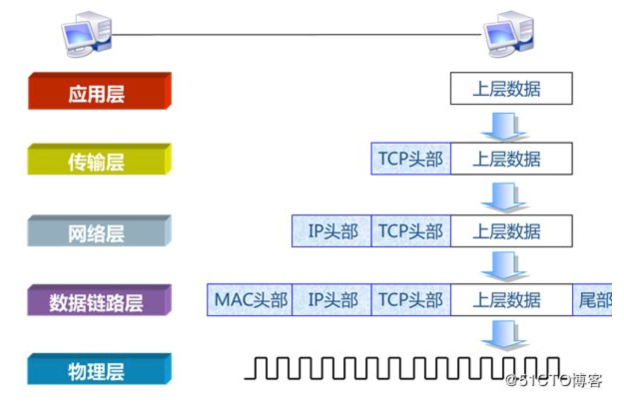 应用层
上层数据
传输层
TCP头部 上层数据
网络层
IP头部 TCP头部 上层数据
数据链路层
MAC头部 IP头部 TCP头部 上层数据 尾部
物理层
@51CTO博客